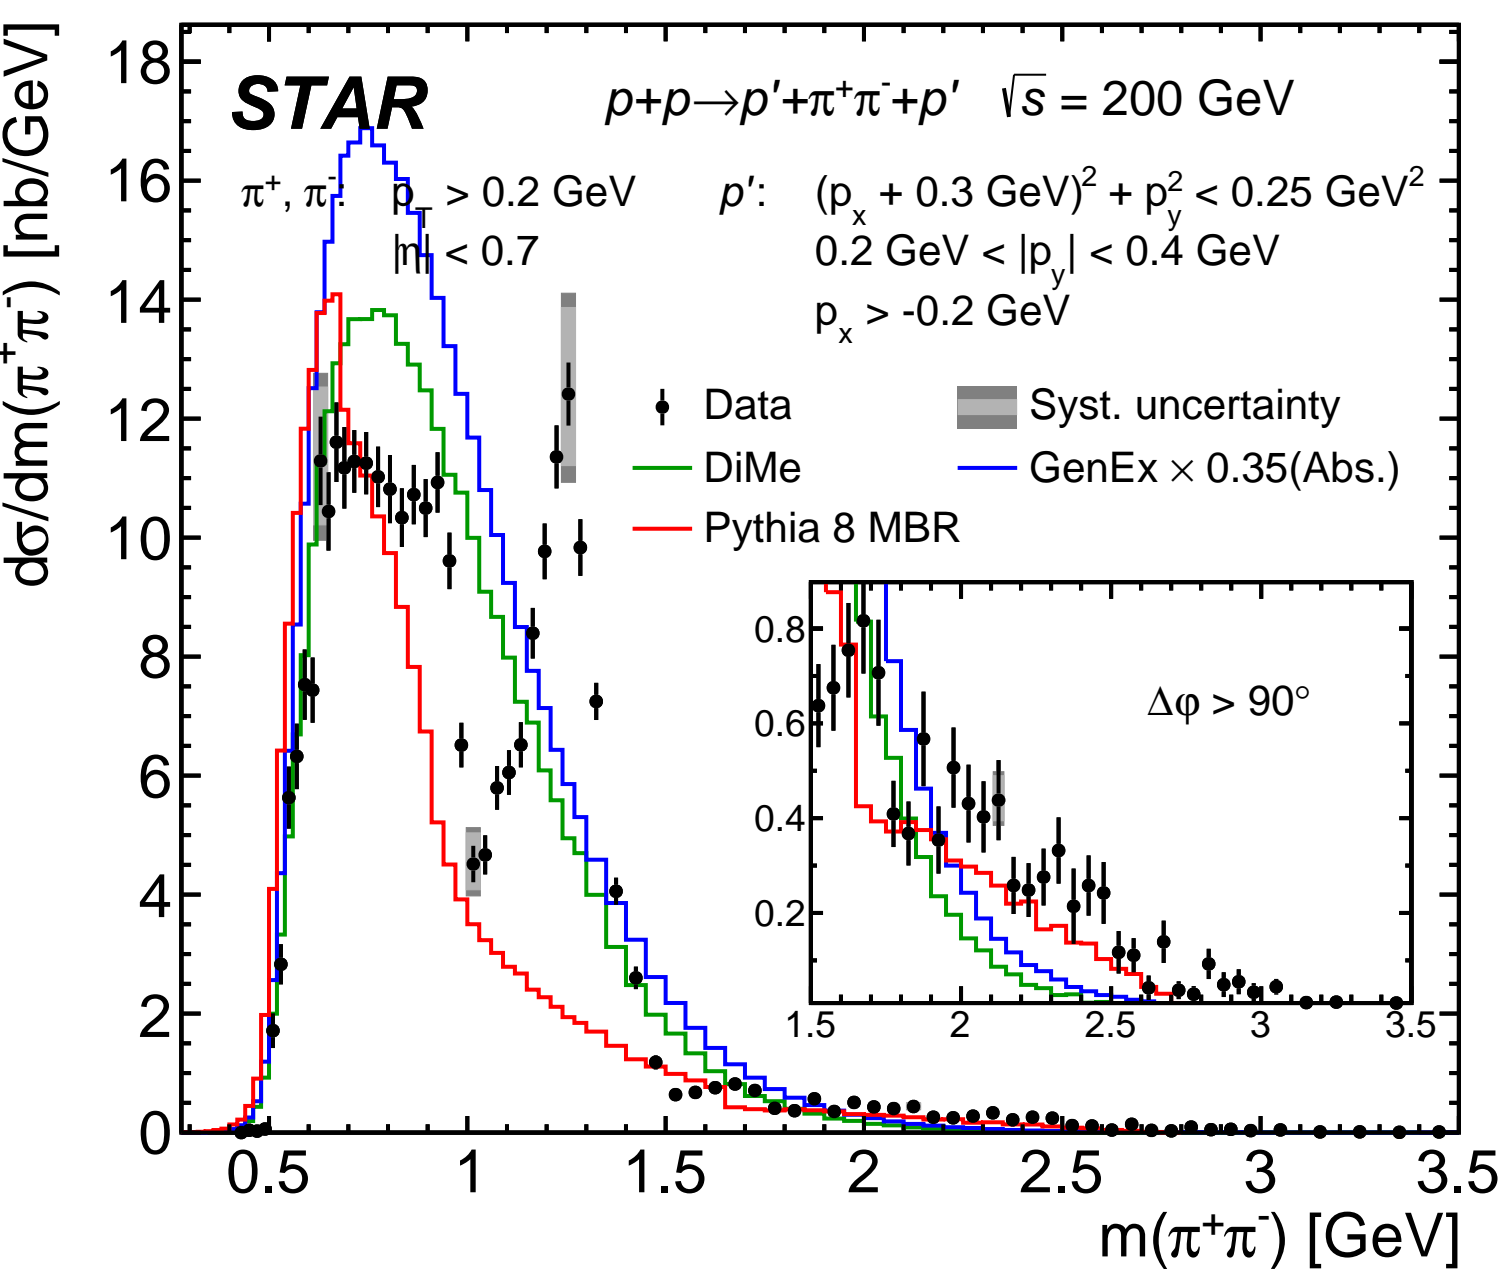 STAR
p+p→p′+π⁺π⁻+p′ √s = 200 GeV
π⁺, π⁻: p_T > 0.2 GeV
|η| < 0.7
p′: (p_x + 0.3 GeV)² + p_y² < 0.25 GeV²
0.2 GeV < |p_y| < 0.4 GeV
p_x > -0.2 GeV
Data
Syst. uncertainty
DiMe
GenEx × 0.35(Abs.)
Pythia 8 MBR
Δφ > 90°
0.8
0.6
0.4
0.2
1.5 2 2.5 3 3.5
dσ/dm(π⁺π⁻) [nb/GeV]
18
16
14
12
10
8
6
4
2
0
0.5 1 1.5 2 2.5 3 3.5
m(π⁺π⁻) [GeV]